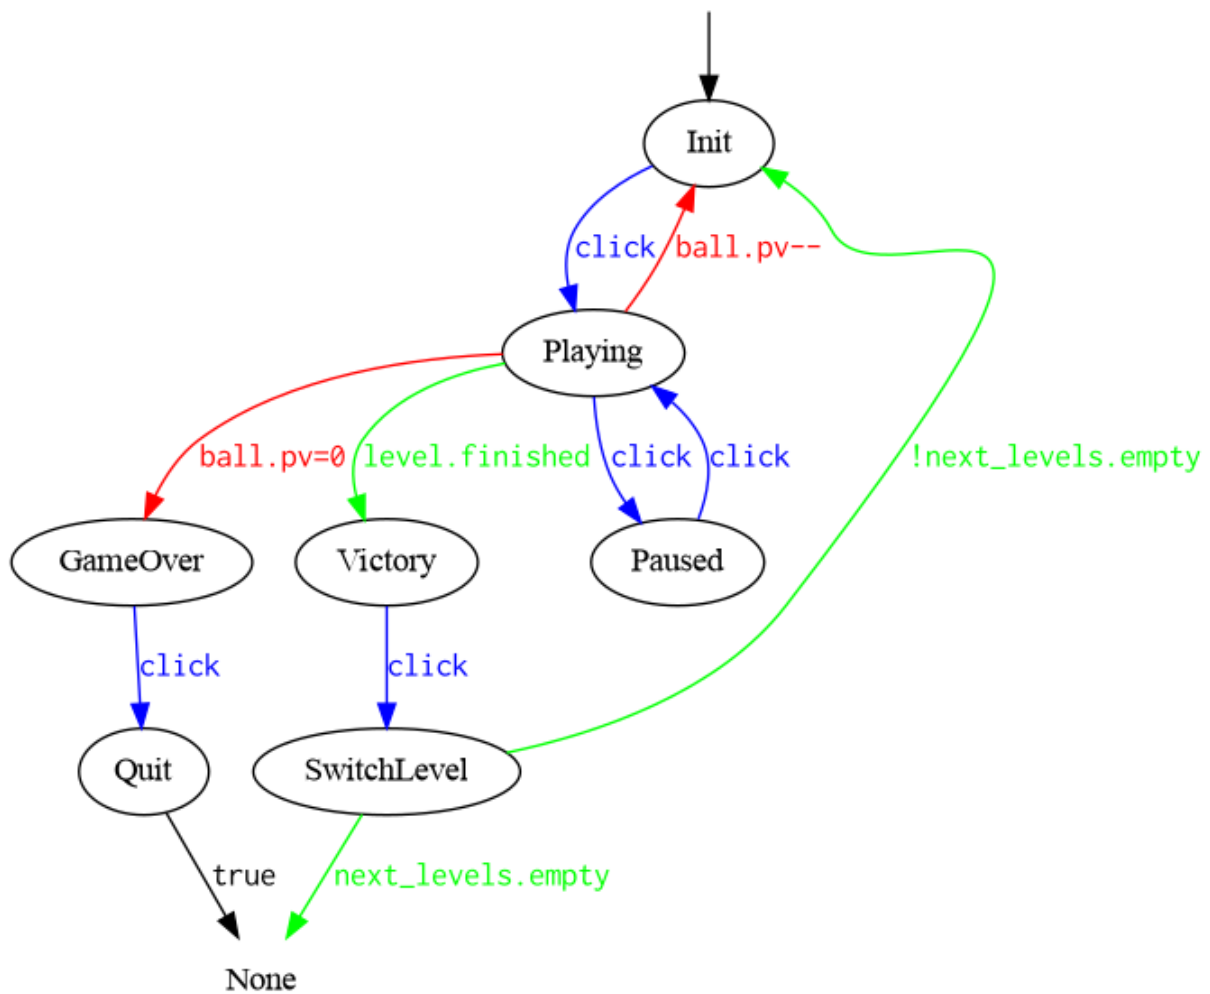 Init
click
ball.pv--
Playing
ball.pv=0
level.finished
click
click
!next_levels.empty
GameOver
Victory
Paused
click
click
Quit
SwitchLevel
true
next_levels.empty
None